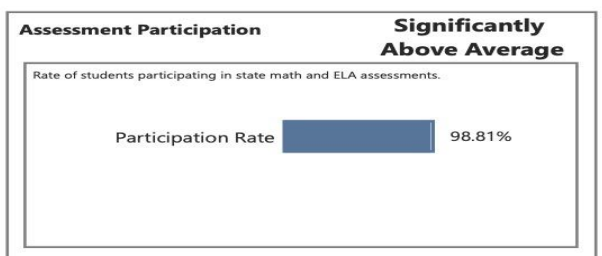 Assessment Participation
Significantly
Above Average
Rate of students participating in state math and ELA assessments.
Participation Rate
98.81%